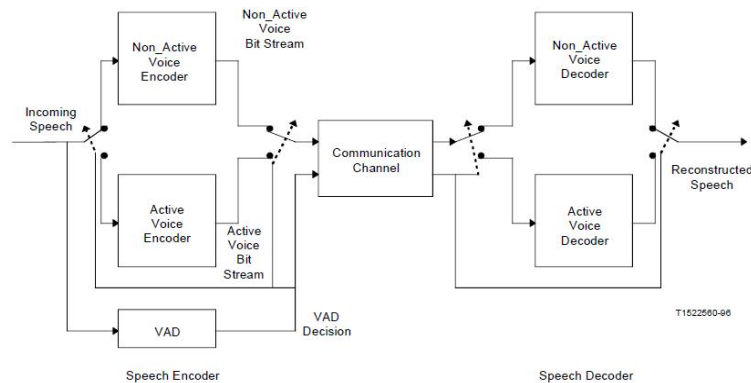 Non_Active
Voice
Bit Stream
Non_Active
Voice
Encoder
Non_Active
Voice
Decoder
Incoming
Speech
Communication
Channel
Reconstructed
Speech
Active
Voice
Encoder
Active
Voice
Bit
Stream
Active
Voice
Decoder
VAD
VAD
Decision
T1522560-96
Speech Encoder
Speech Decoder